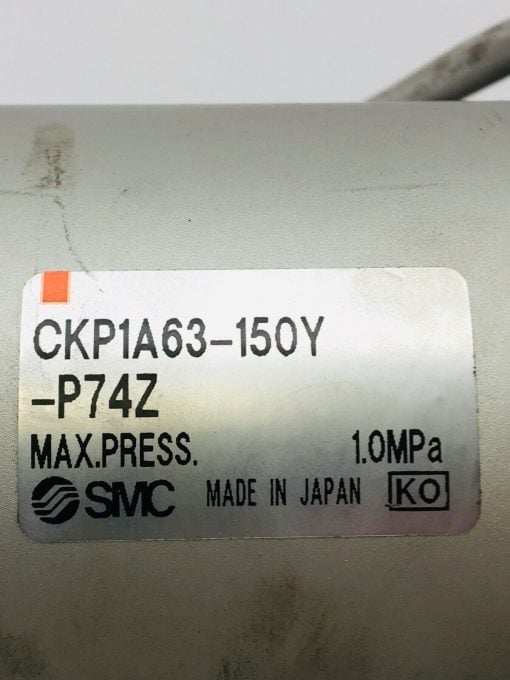 CKP1A63-150Y
-P74Z
MAX.PRESS. 1.0MPa
SMC MADE IN JAPAN KO